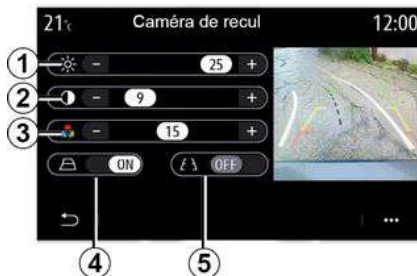 21°c Caméra de recul 12:00
1 - 25 +
2 - 9 +
3 - 15 +
ON OFF
4 5